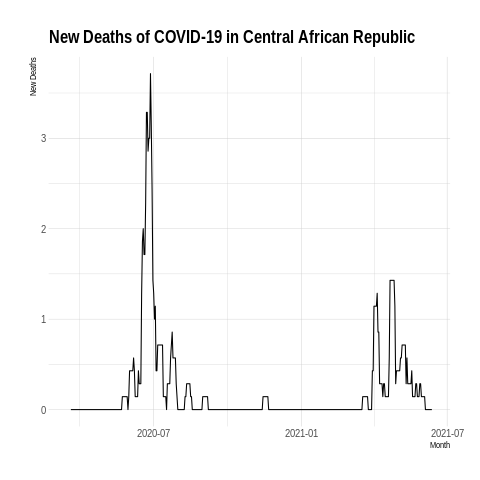 New Deaths of COVID-19 in Central African Republic
New Deaths
3
2
1
0
2020-07
2021-01
2021-07
Month